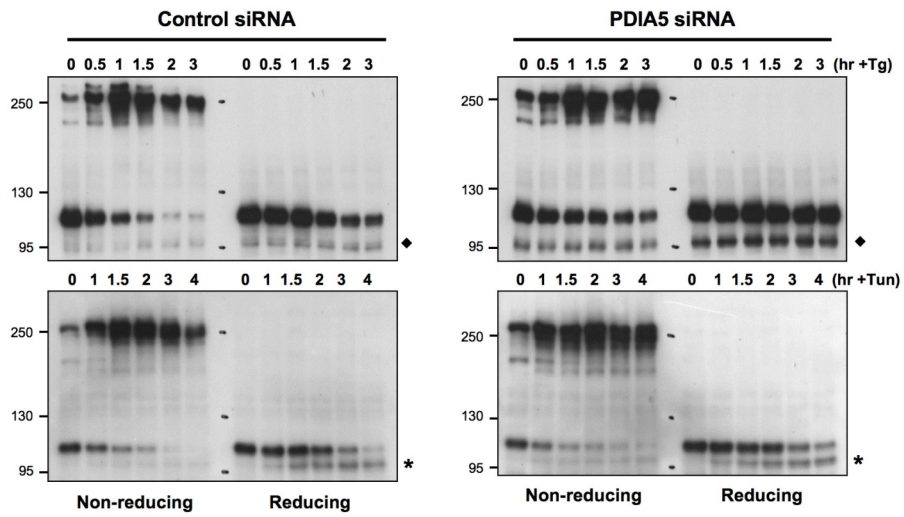 Control siRNA PDIA5 siRNA
0 0.5 1 1.5 2 3 0 0.5 1 1.5 2 3 0 0.5 1 1.5 2 3 0 0.5 1 1.5 2 3 (hr +Tg)
250 250
130 130
95 ◆ 95 ◆
0 1 1.5 2 3 4 0 1 1.5 2 3 4 0 1 1.5 2 3 4 0 1 1.5 2 3 4 (hr +Tun)
250 250
130 130
95 * 95 *
Non-reducing Reducing Non-reducing Reducing